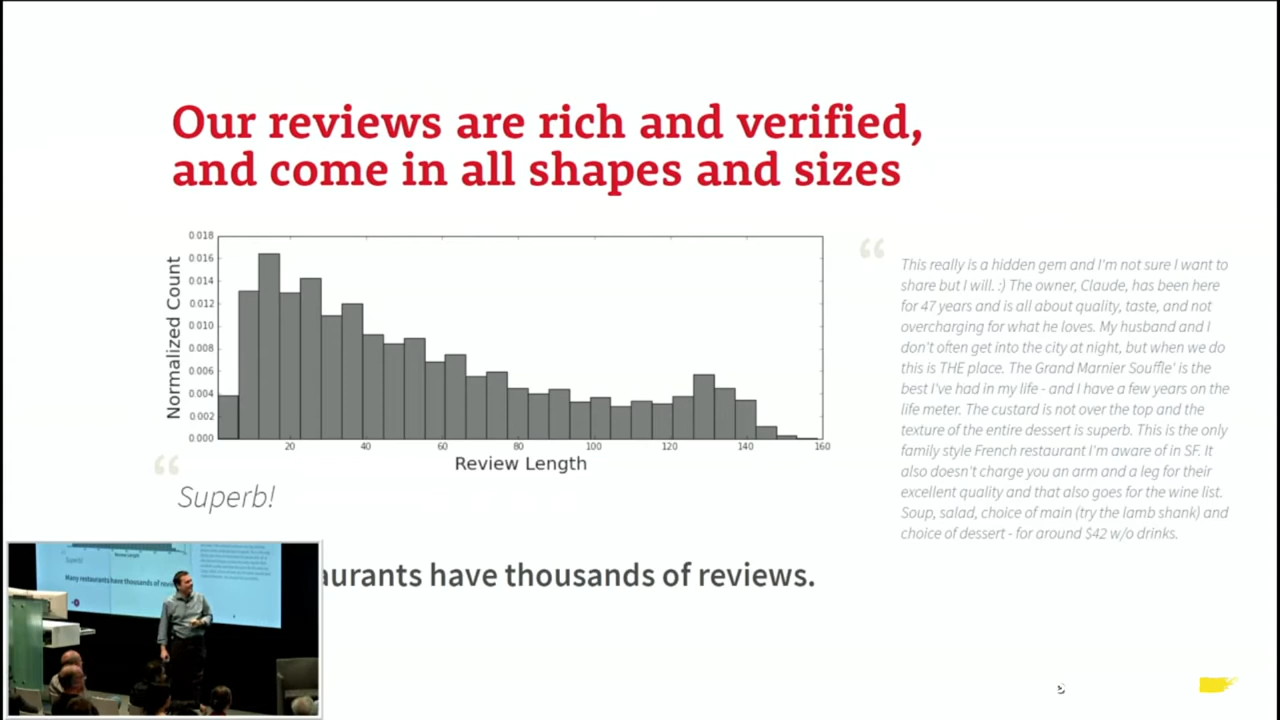 Our reviews are rich and verified,
and come in all shapes and sizes
Normalized Count
0.018
0.016
0.014
0.012
0.010
0.008
0.006
0.004
0.002
0.000
20 40 60 80 100 120 140 160
Review Length
“
Superb!
“
This really is a hidden gem and I'm not sure I want to
share but I will. :) The owner, Claude, has been here
for 47 years and is all about quality, taste, and not
overcharging for what he loves. My husband and I
don't often get into the city at night, but when we do
this is THE place. The Grand Marnier Souffle' is the
best I've had in my life - and I have a few years on the
life meter. The custard is not over the top and the
texture of the entire dessert is superb. This is the only
family style French restaurant I'm aware of in SF. It
also doesn't charge you an arm and a leg for their
excellent quality and that also goes for the wine list.
Soup, salad, choice of main (try the lamb shank) and
choice of dessert - for around $42 w/o drinks.
aurants have thousands of reviews.
Superb!
Many restaurants have thousands of